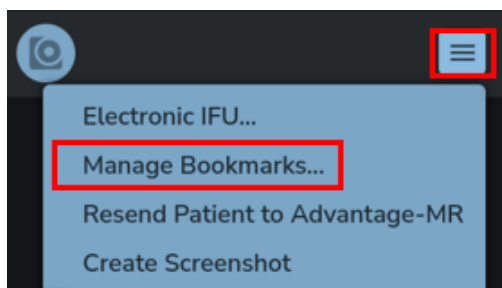 Electronic IFU...
Manage Bookmarks...
Resend Patient to Advantage-MR
Create Screenshot